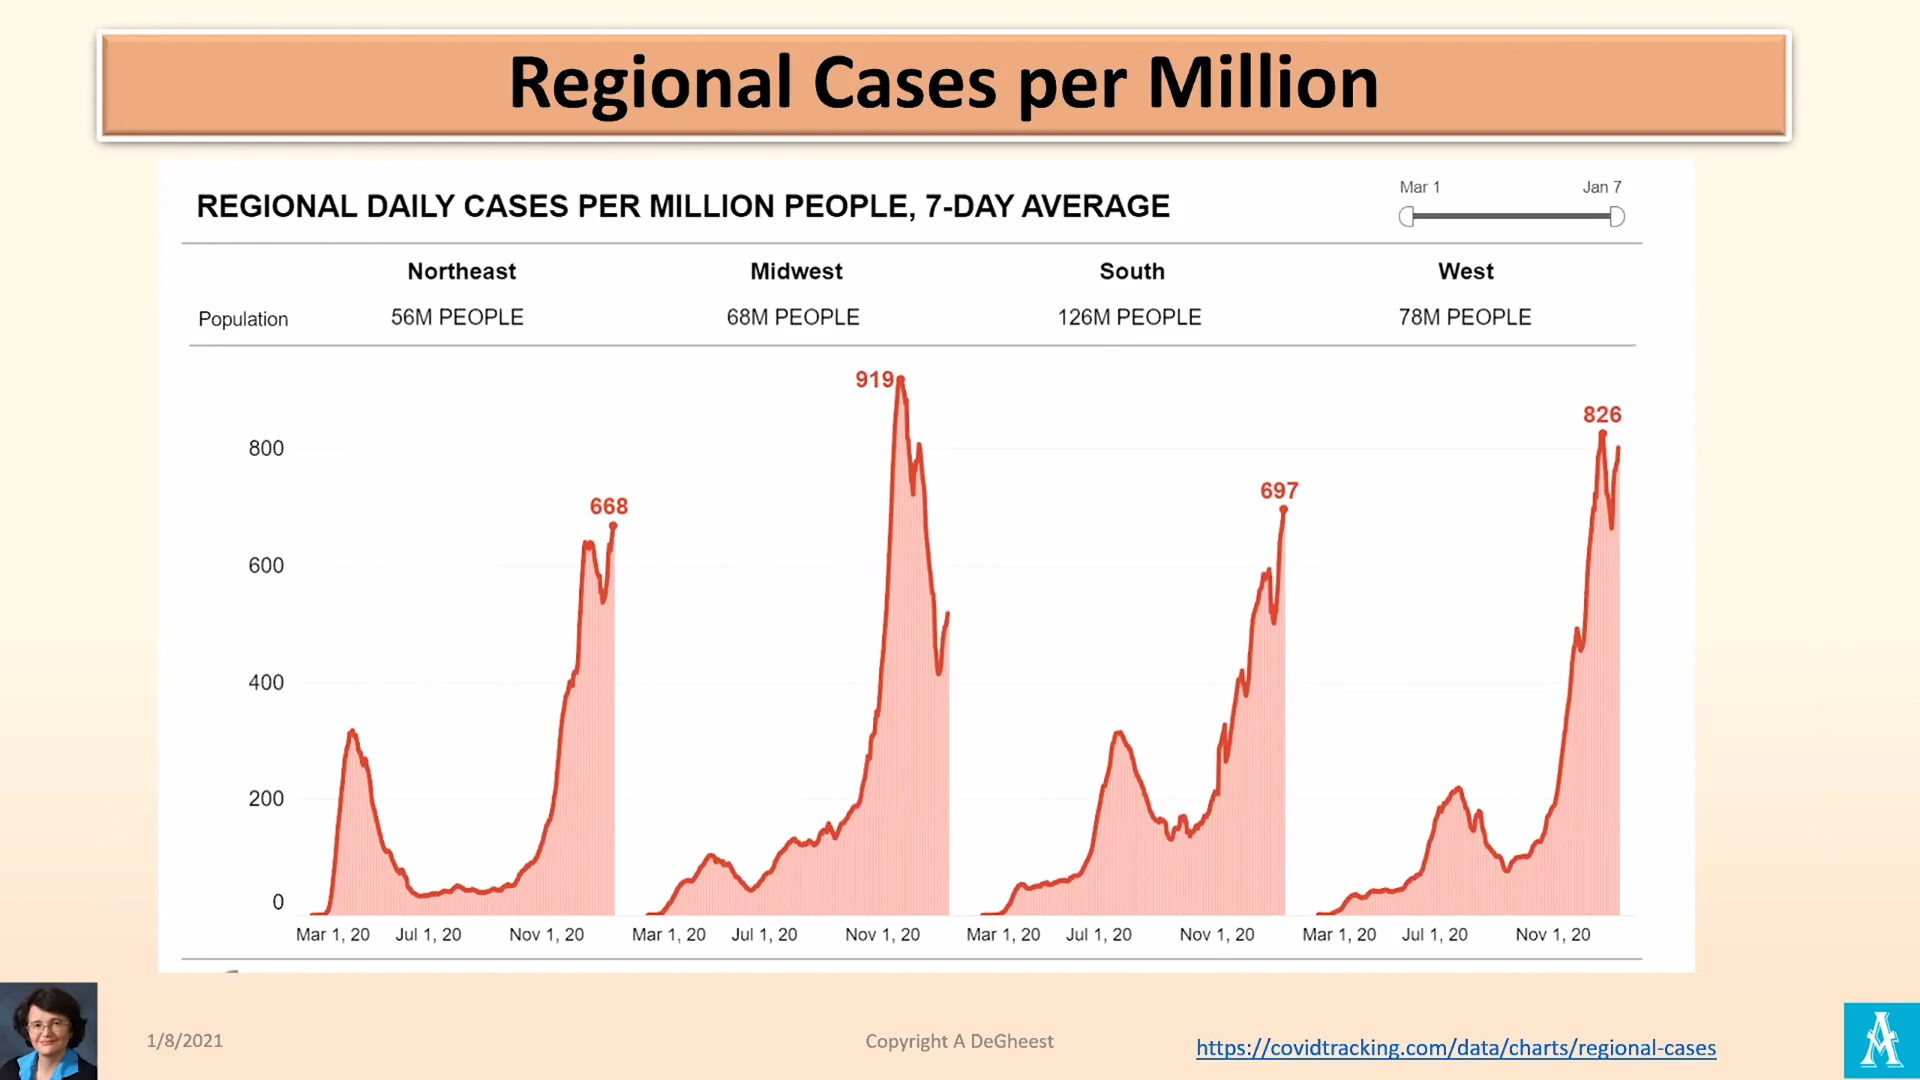 Regional Cases per Million
REGIONAL DAILY CASES PER MILLION PEOPLE, 7-DAY AVERAGE
Mar 1 Jan 7
Northeast Midwest South West
Population 56M PEOPLE 68M PEOPLE 126M PEOPLE 78M PEOPLE
919
826
800
697
668
600
400
200
0
Mar 1, 20 Jul 1, 20 Nov 1, 20 Mar 1, 20 Jul 1, 20 Nov 1, 20 Mar 1, 20 Jul 1, 20 Nov 1, 20 Mar 1, 20 Jul 1, 20 Nov 1, 20
1/8/2021 Copyright A DeGheest https://covidtracking.com/data/charts/regional-cases
A